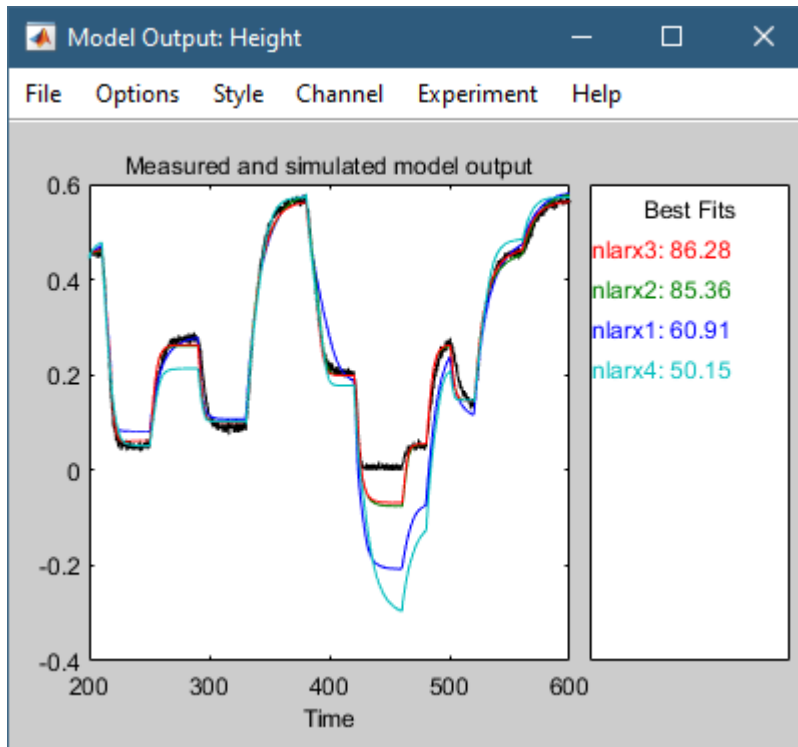 Model Output: Height
File Options Style Channel Experiment Help
Measured and simulated model output
0.6
0.4
0.2
0
-0.2
-0.4
200 300 400 500 600
Time
Best Fits
nlarx3: 86.28
nlarx2: 85.36
nlarx1: 60.91
nlarx4: 50.15